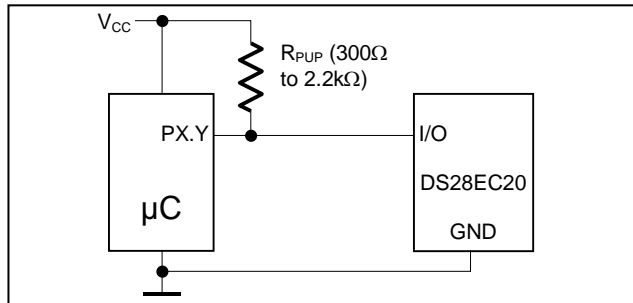 VCC
RPUP (300Ω
to 2.2kΩ)
PX.Y
I/O
µC
DS28EC20
GND